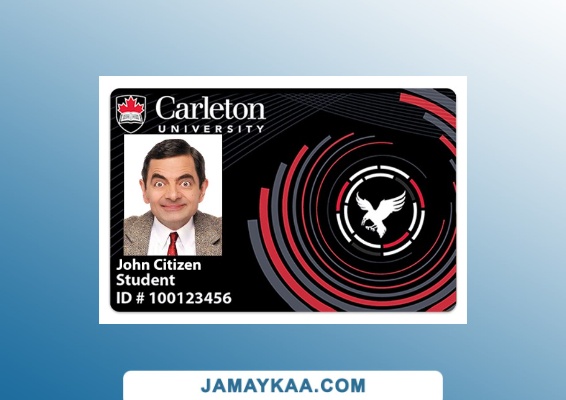 Carleton
UNIVERSITY
John Citizen
Student
ID # 100123456
JAMAYKAA.COM